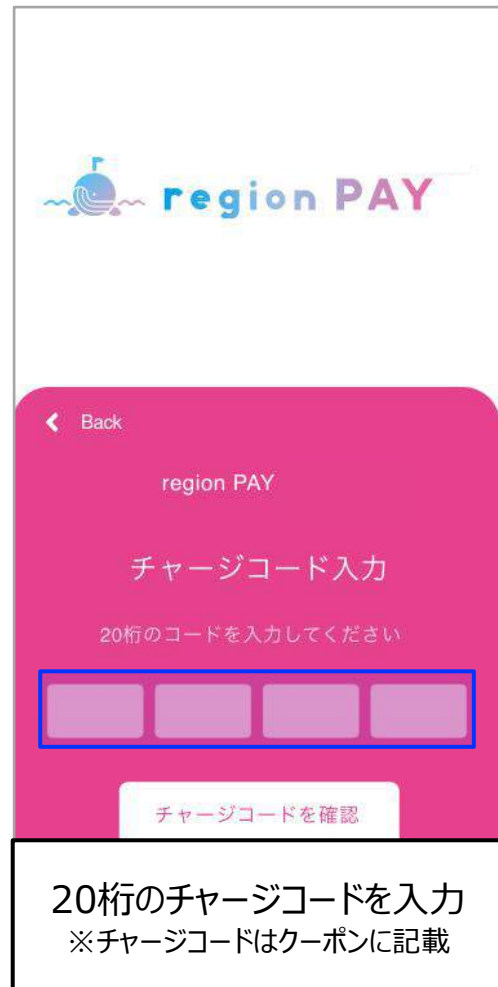 region PAY
Back
region PAY
チャージコード入力
20桁のコードを入力してください
チャージコードを確認
20桁のチャージコードを入力
※チャージコードはクーポンに記載